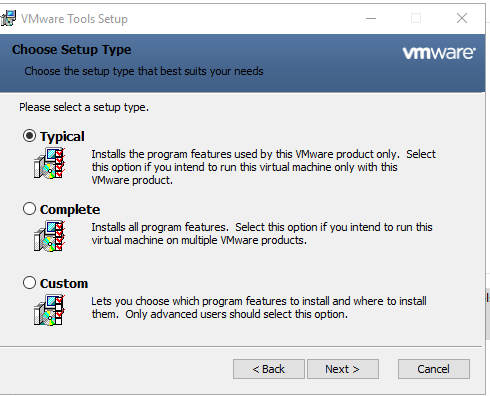 VMware Tools Setup
Choose Setup Type
vmware®
Choose the setup type that best suits your needs
Please select a setup type.
Typical
Installs the program features used by this VMware product only. Select
this option if you intend to run this virtual machine only with this
VMware product.
Complete
Installs all program features. Select this option if you intend to run this
virtual machine on multiple VMware products.
Custom
Lets you choose which program features to install and where to install
them. Only advanced users should select this option.
< Back
Next >
Cancel